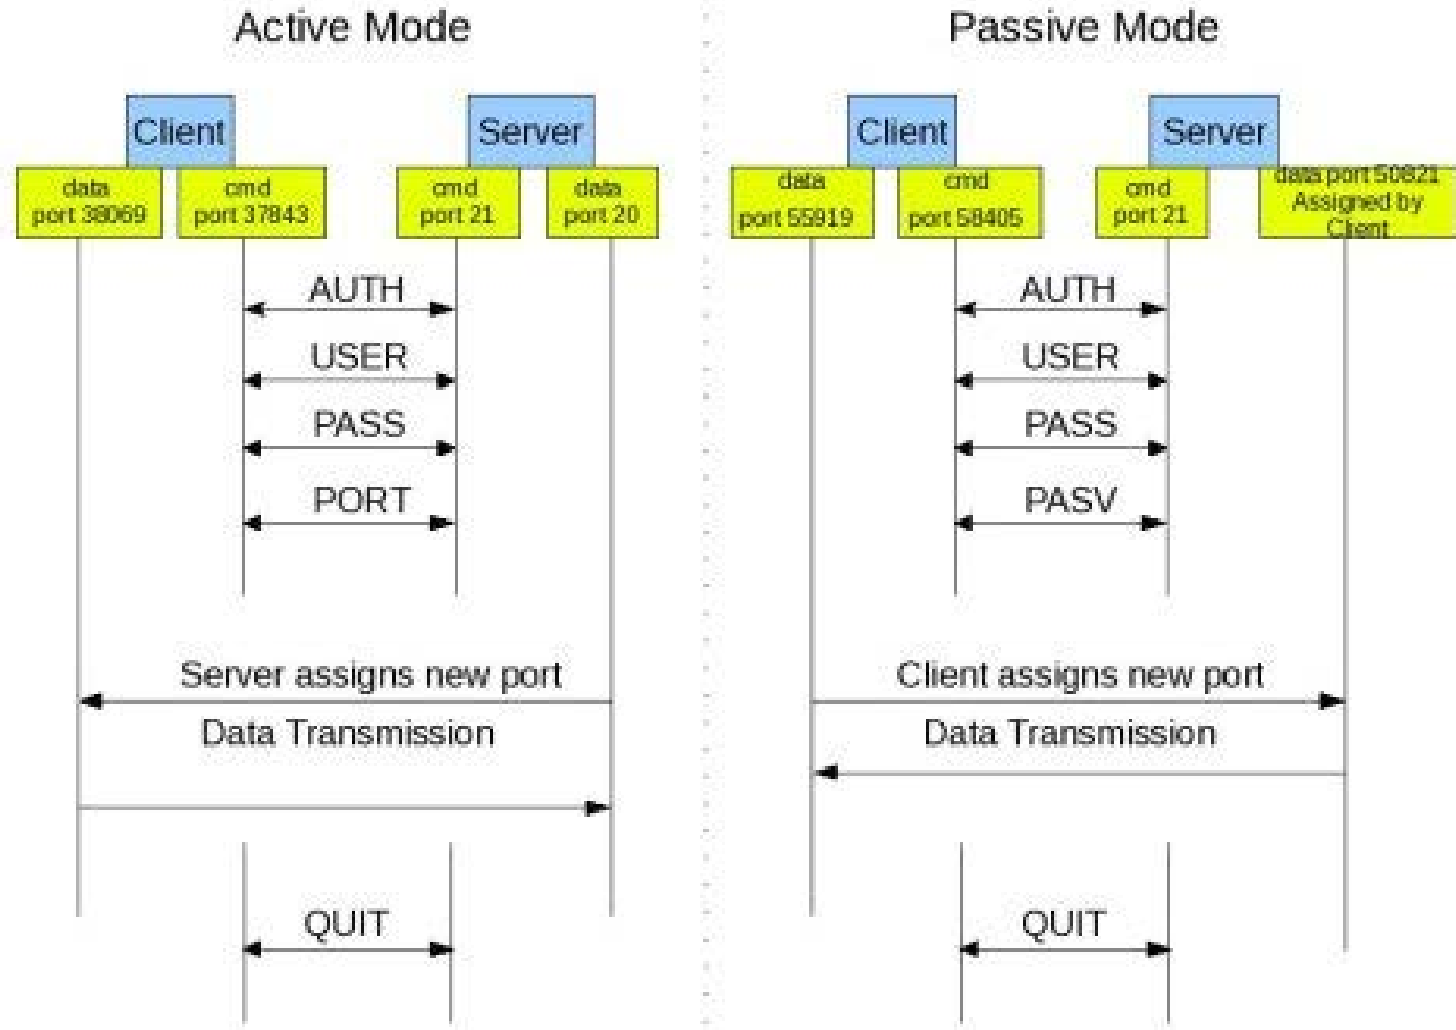 Active Mode
Client
Server
data
port 38069
cmd
port 37843
cmd
port 21
data
port 20
AUTH
USER
PASS
PORT
Server assigns new port
Data Transmission
QUIT
Passive Mode
Client
Server
data
port 55919
cmd
port 58405
cmd
port 21
data port 50821
Assigned by
Client
AUTH
USER
PASS
PASV
Client assigns new port
Data Transmission
QUIT